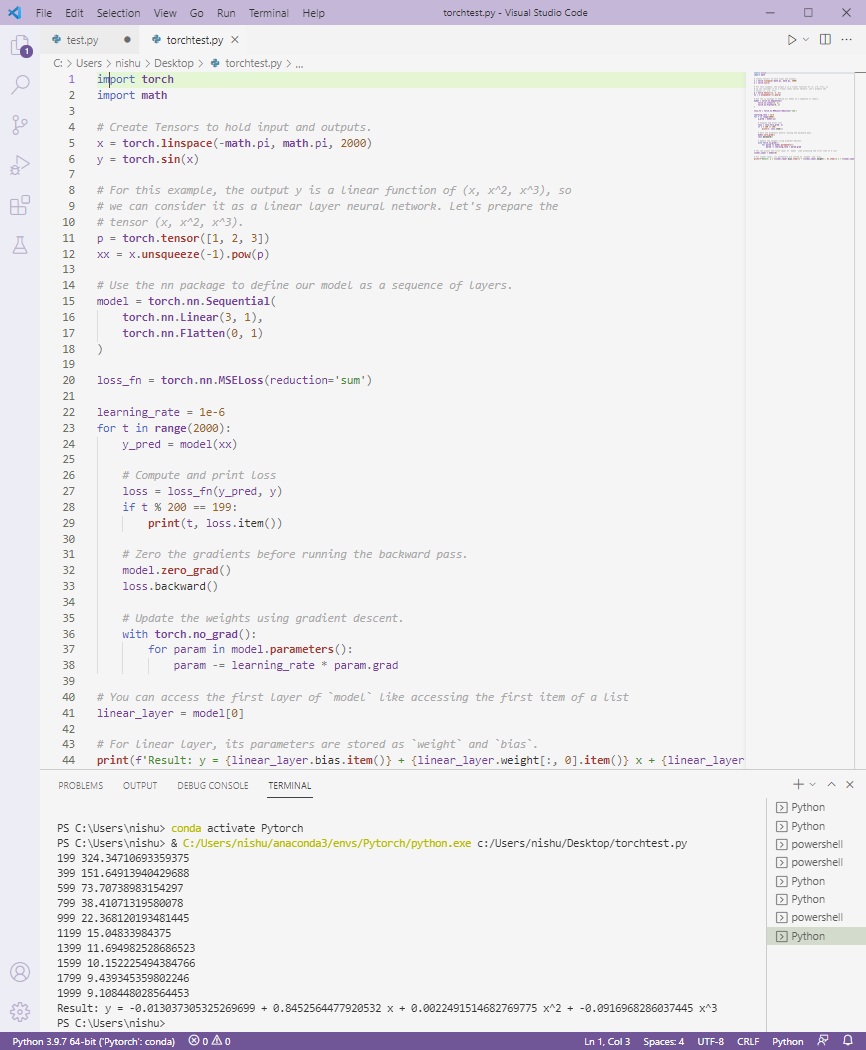 File Edit Selection View Go Run Terminal Help torchtest.py - Visual Studio Code
1
test.py torchtest.py
C: > Users > nishu > Desktop > torchtest.py > ...
1 import torch
2 import math
3
4 # Create Tensors to hold input and outputs.
5 x = torch.linspace(-math.pi, math.pi, 2000)
6 y = torch.sin(x)
7
8 # For this example, the output y is a linear function of (x, x^2, x^3), so
9 # we can consider it as a linear layer neural network. Let's prepare the
10 # tensor (x, x^2, x^3).
11 p = torch.tensor([1, 2, 3])
12 xx = x.unsqueeze(-1).pow(p)
13
14 # Use the nn package to define our model as a sequence of layers.
15 model = torch.nn.Sequential(
16     torch.nn.Linear(3, 1),
17     torch.nn.Flatten(0, 1)
18 )
19
20 loss_fn = torch.nn.MSELoss(reduction='sum')
21
22 learning_rate = 1e-6
23 for t in range(2000):
24     y_pred = model(xx)
25
26     # Compute and print loss
27     loss = loss_fn(y_pred, y)
28     if t % 200 == 199:
29         print(t, loss.item())
30
31     # Zero the gradients before running the backward pass.
32     model.zero_grad()
33     loss.backward()
34
35     # Update the weights using gradient descent.
36     with torch.no_grad():
37         for param in model.parameters():
38             param -= learning_rate * param.grad
39
40 # You can access the first layer of `model` like accessing the first item of a list
41 linear_layer = model[0]
42
43 # For linear layer, its parameters are stored as `weight` and `bias`.
44 print(f'Result: y = {linear_layer.bias.item()} + {linear_layer.weight[:, 0].item()} x + {linear_layer
PROBLEMS OUTPUT DEBUG CONSOLE TERMINAL
PS C:\Users\nishu> conda activate Pytorch
PS C:\Users\nishu> & C:/Users/nishu/anaconda3/envs/Pytorch/python.exe c:/Users/nishu/Desktop/torchtest.py
199 324.34710693359375
399 151.64913940429688
599 73.70738983154297
799 38.41071319580078
999 22.368120193481445
1199 15.04833984375
1399 11.694982528686523
1599 10.152225494384766
1799 9.439345359802246
1999 9.108448028564453
Result: y = -0.013037305325269699 + 0.8452564477920532 x + 0.0022491514682769775 x^2 + -0.0916968286037445 x^3
PS C:\Users\nishu>
Python
Python
powershell
powershell
Python
Python
powershell
Python
Python 3.9.7 64-bit ('Pytorch': conda) 0 0 Ln 1, Col 3 Spaces: 4 UTF-8 CRLF Python